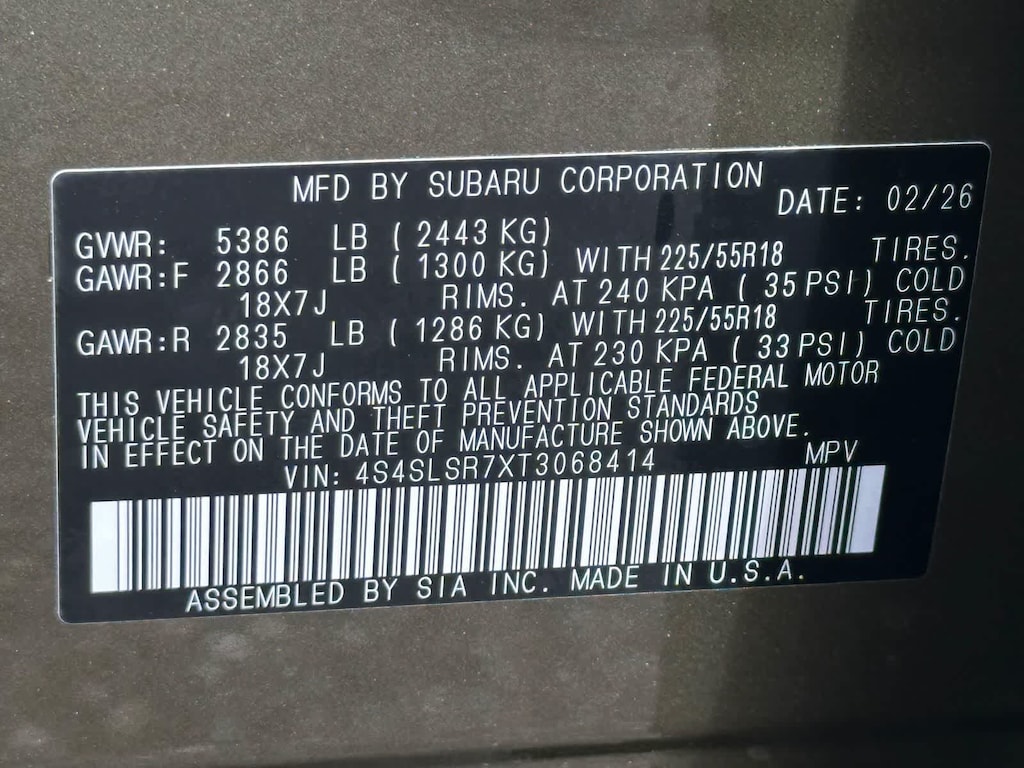 MFD BY SUBARU CORPORATION DATE: 02/26
GVWR: 5386 LB ( 2443 KG)
GAWR:F 2866 LB ( 1300 KG) WITH 225/55R18 TIRES.
18X7J RIMS. AT 240 KPA ( 35 PSI) COLD
GAWR:R 2835 LB ( 1286 KG) WITH 225/55R18 TIRES.
18X7J RIMS. AT 230 KPA ( 33 PSI) COLD
THIS VEHICLE CONFORMS TO ALL APPLICABLE FEDERAL MOTOR
VEHICLE SAFETY AND THEFT PREVENTION STANDARDS
IN EFFECT ON THE DATE OF MANUFACTURE SHOWN ABOVE.
VIN: 4S4SLSR7XT3068414 MPV
ASSEMBLED BY SIA INC. MADE IN U.S.A.